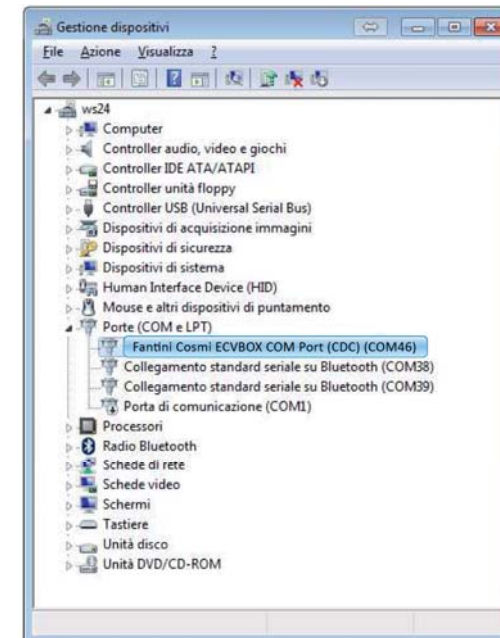 Gestione dispositivi
File Azione Visualizza ?
ws24
Computer
Controller audio, video e giochi
Controller IDE ATA/ATAPI
Controller unità floppy
Controller USB (Universal Serial Bus)
Dispositivi di acquisizione immagini
Dispositivi di sicurezza
Dispositivi di sistema
Human Interface Device (HID)
Mouse e altri dispositivi di puntamento
Porte (COM e LPT)
Fantini Cosmi ECVBOX COM Port (CDC) (COM46)
Collegamento standard seriale su Bluetooth (COM38)
Collegamento standard seriale su Bluetooth (COM39)
Porta di comunicazione (COM1)
Processori
Radio Bluetooth
Schede di rete
Schede video
Schermi
Tastiere
Unità disco
Unità DVD/CD-ROM